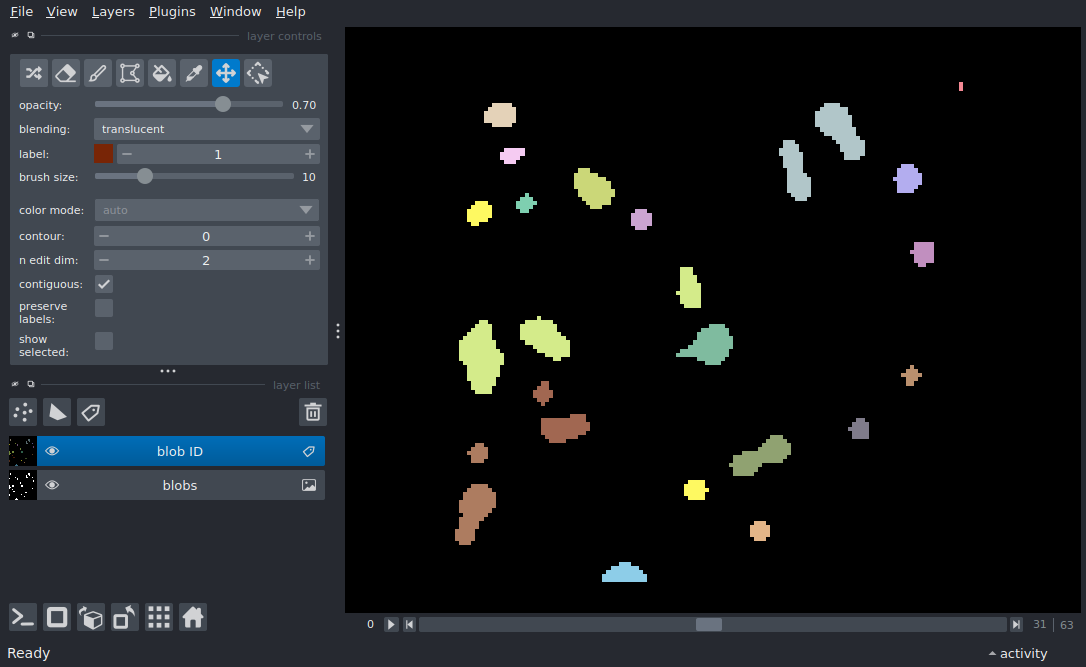 File View Layers Plugins Window Help
layer controls
opacity: 0.70
blending: translucent
label: 1
brush size: 10
color mode: auto
contour: 0
n edit dim: 2
contiguous:
preserve
labels:
show
selected:
layer list
blob ID
blobs
0 31 63
Ready activity